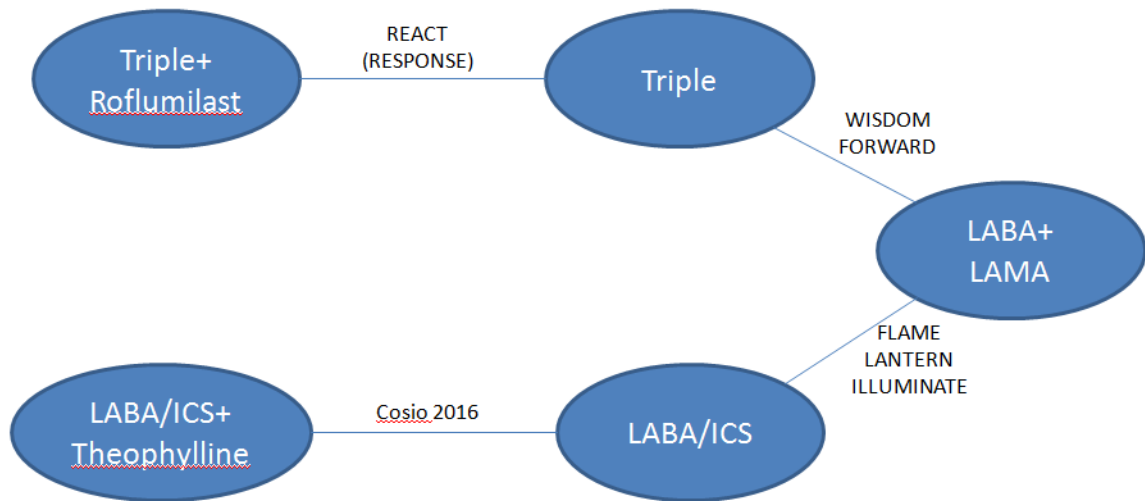 Triple+
Roflumilast
REACT
(RESPONSE)
Triple
WISDOM
FORWARD
LABA+
LAMA
FLAME
LANTERN
ILLUMINATE
LABA/ICS+
Theophylline
Cosio 2016
LABA/ICS